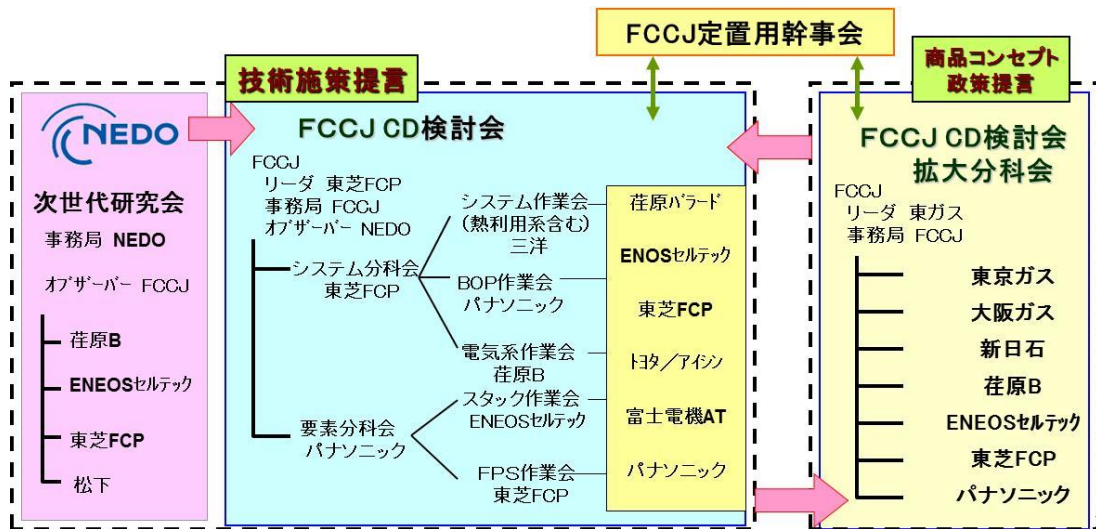 FCCJ定置用幹事会
技術施策提言
商品コンセプト
政策提言
NEDO
次世代研究会
事務局 NEDO
オブザーバー FCCJ
荏原B
ENEOSセルテック
東芝FCP
松下
FCCJ CD検討会
FCCJ
リーダ 東芝FCP
事務局 FCCJ
オブザーバー NEDO
システム分科会
東芝FCP
要素分科会
パナソニック
システム作業会
(熱利用系含む)
三洋
BOP作業会
パナソニック
電気系作業会
荏原B
スタック作業会
ENEOSセルテック
FPS作業会
東芝FCP
荏原バラード
ENOSセルテック
東芝FCP
トヨタ/アイシン
富士電機AT
パナソニック
FCCJ CD検討会
拡大分科会
FCCJ
リーダ 東ガス
事務局 FCCJ
東京ガス
大阪ガス
新日石
荏原B
ENEOSセルテック
東芝FCP
パナソニック